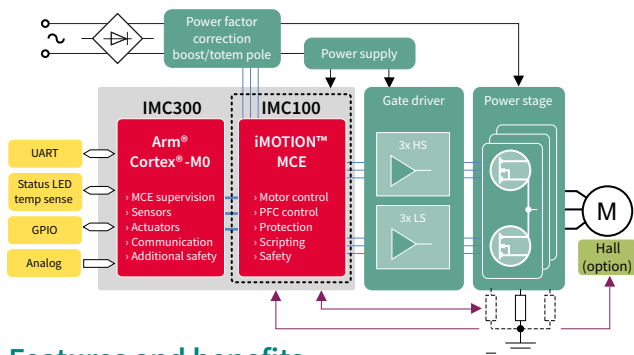 Power factor
correction
boost/totem pole
Power supply
IMC300
IMC100
Gate driver
Power stage
Arm®
Cortex®-M0
iMOTION™
MCE
3x HS
UART
Status LED
temp sense
› MCE supervision
› Sensors
› Actuators
› Communication
› Additional safety
› Motor control
› PFC control
› Protection
› Scripting
› Safety
3x LS
M
GPIO
Analog
Hall
(option)
Features and benefits